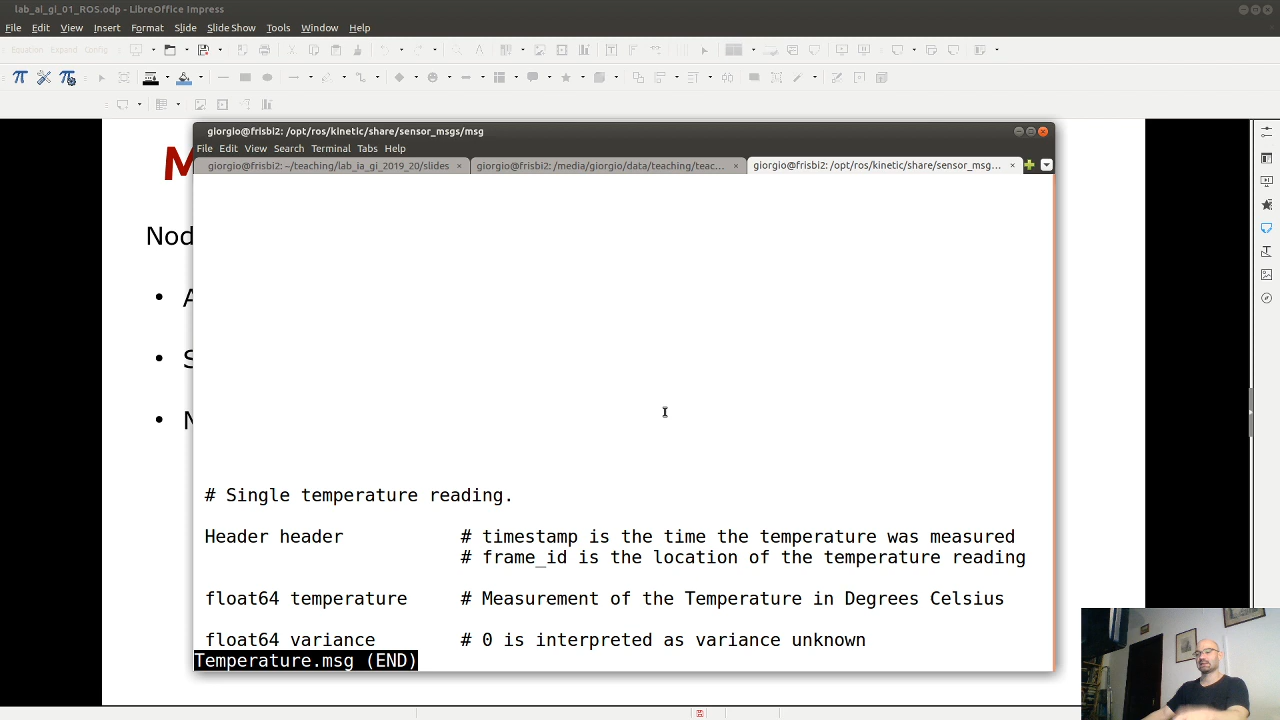 lab_al_gl_01_ROS.odp - LibreOffice Impress
File Edit View Insert Format Slide Slide Show Tools Window Help
Equation Expand Config
giorgio@frisbi2: /opt/ros/kinetic/share/sensor_msgs/msg
File Edit View Search Terminal Tabs Help
giorgio@frisbi2: ~/teaching/lab_ia_gi_2019_20/slides × giorgio@frisbi2: /media/giorgio/data/teaching/teac... × giorgio@frisbi2: /opt/ros/kinetic/share/sensor_msg... ×
M
Nod
• A
• S
• N
# Single temperature reading.
Header header # timestamp is the time the temperature was measured
# frame_id is the location of the temperature reading
float64 temperature # Measurement of the Temperature in Degrees Celsius
float64 variance # 0 is interpreted as variance unknown
Temperature.msg (END)